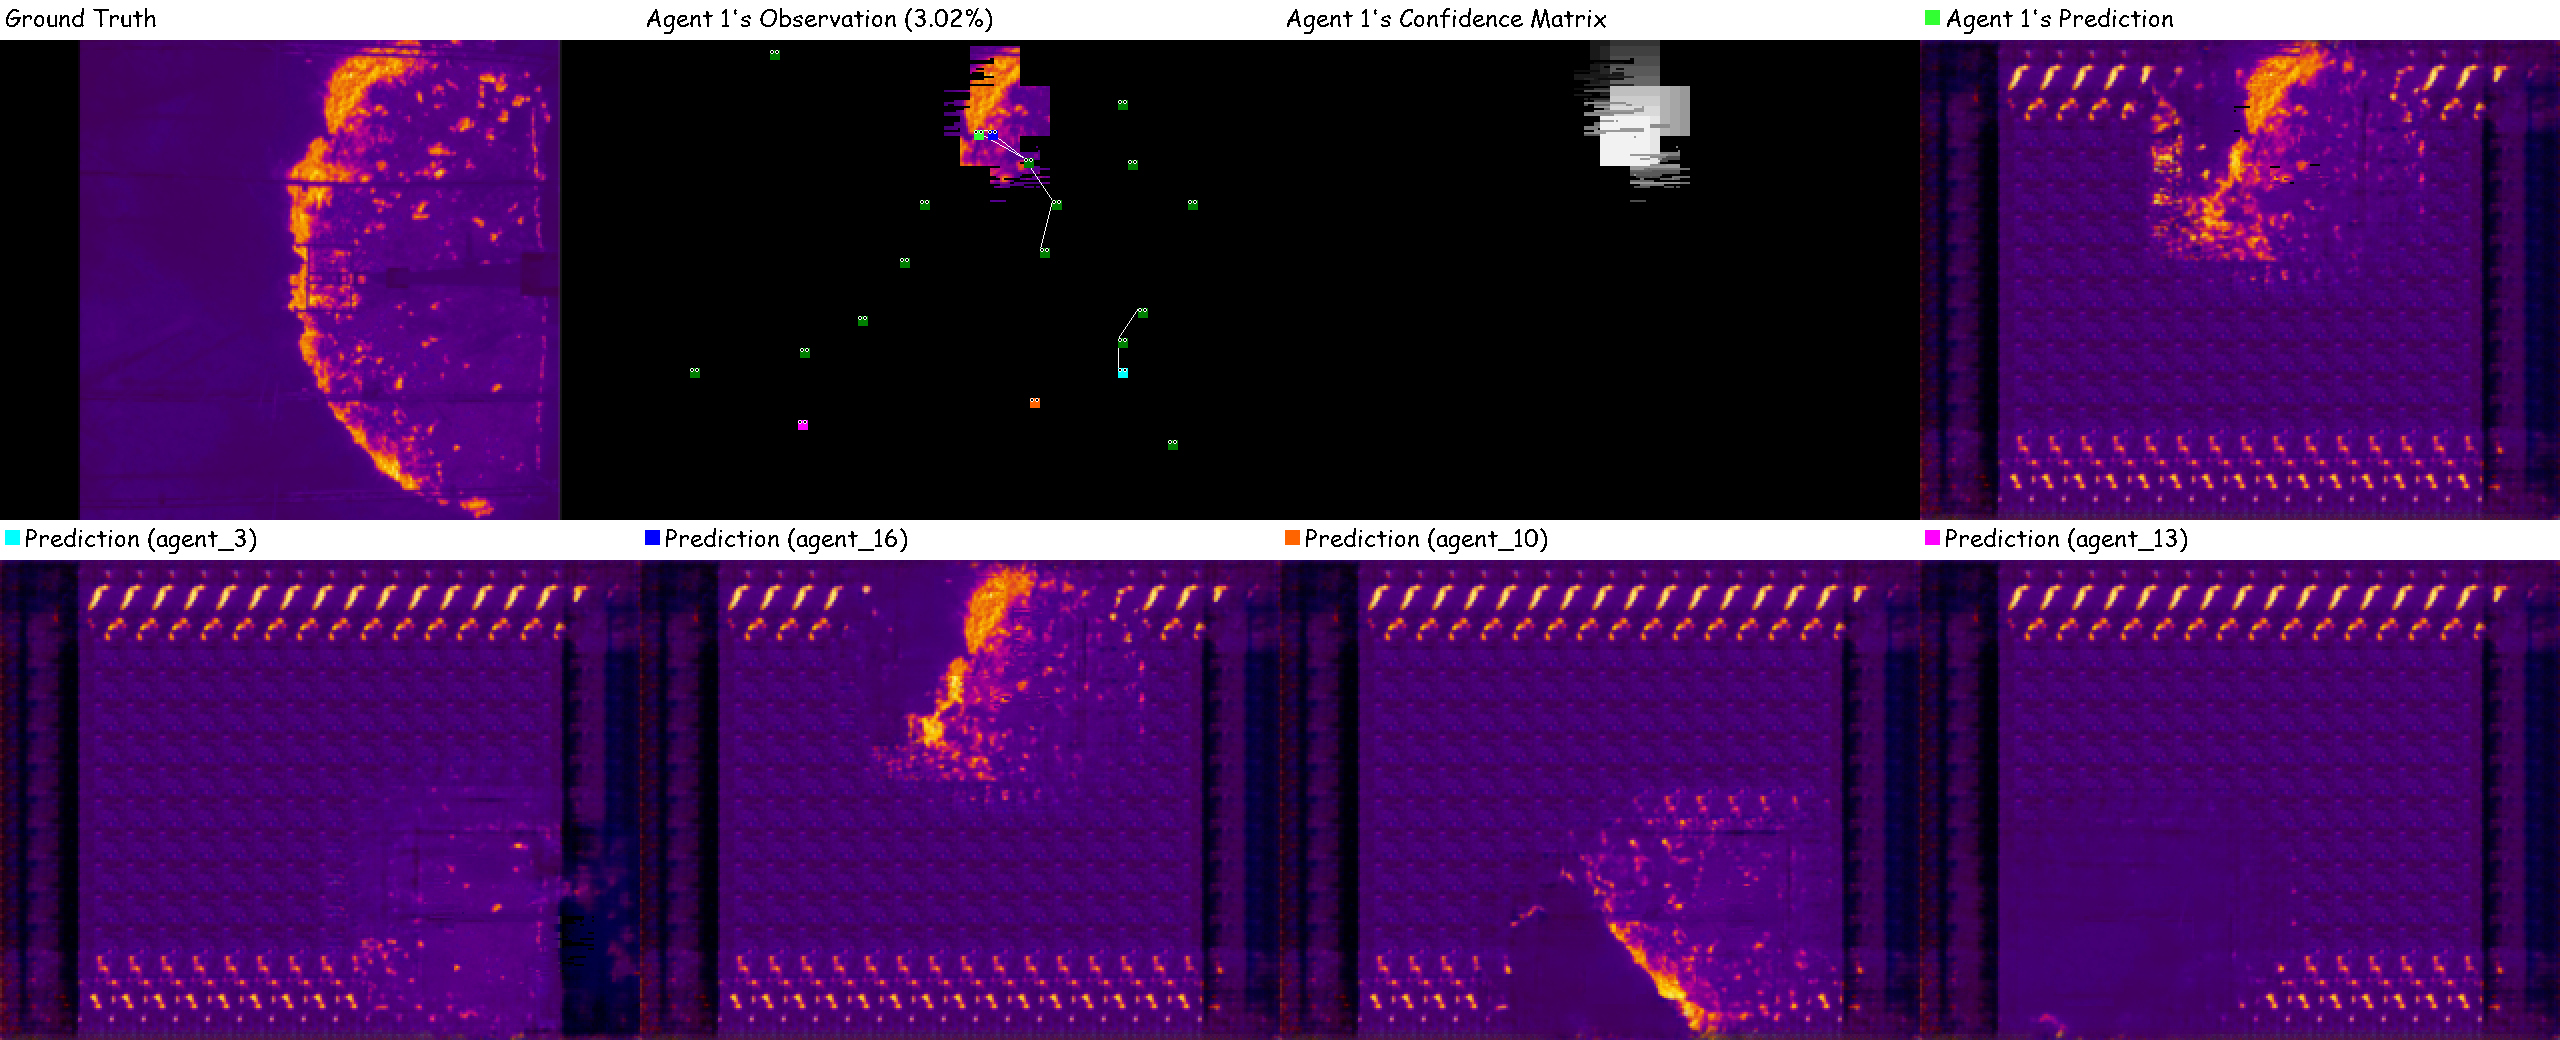 Ground Truth
Agent 1's Observation (3.02%)
Agent 1's Confidence Matrix
Agent 1's Prediction
Prediction (agent_3)
Prediction (agent_16)
Prediction (agent_10)
Prediction (agent_13)